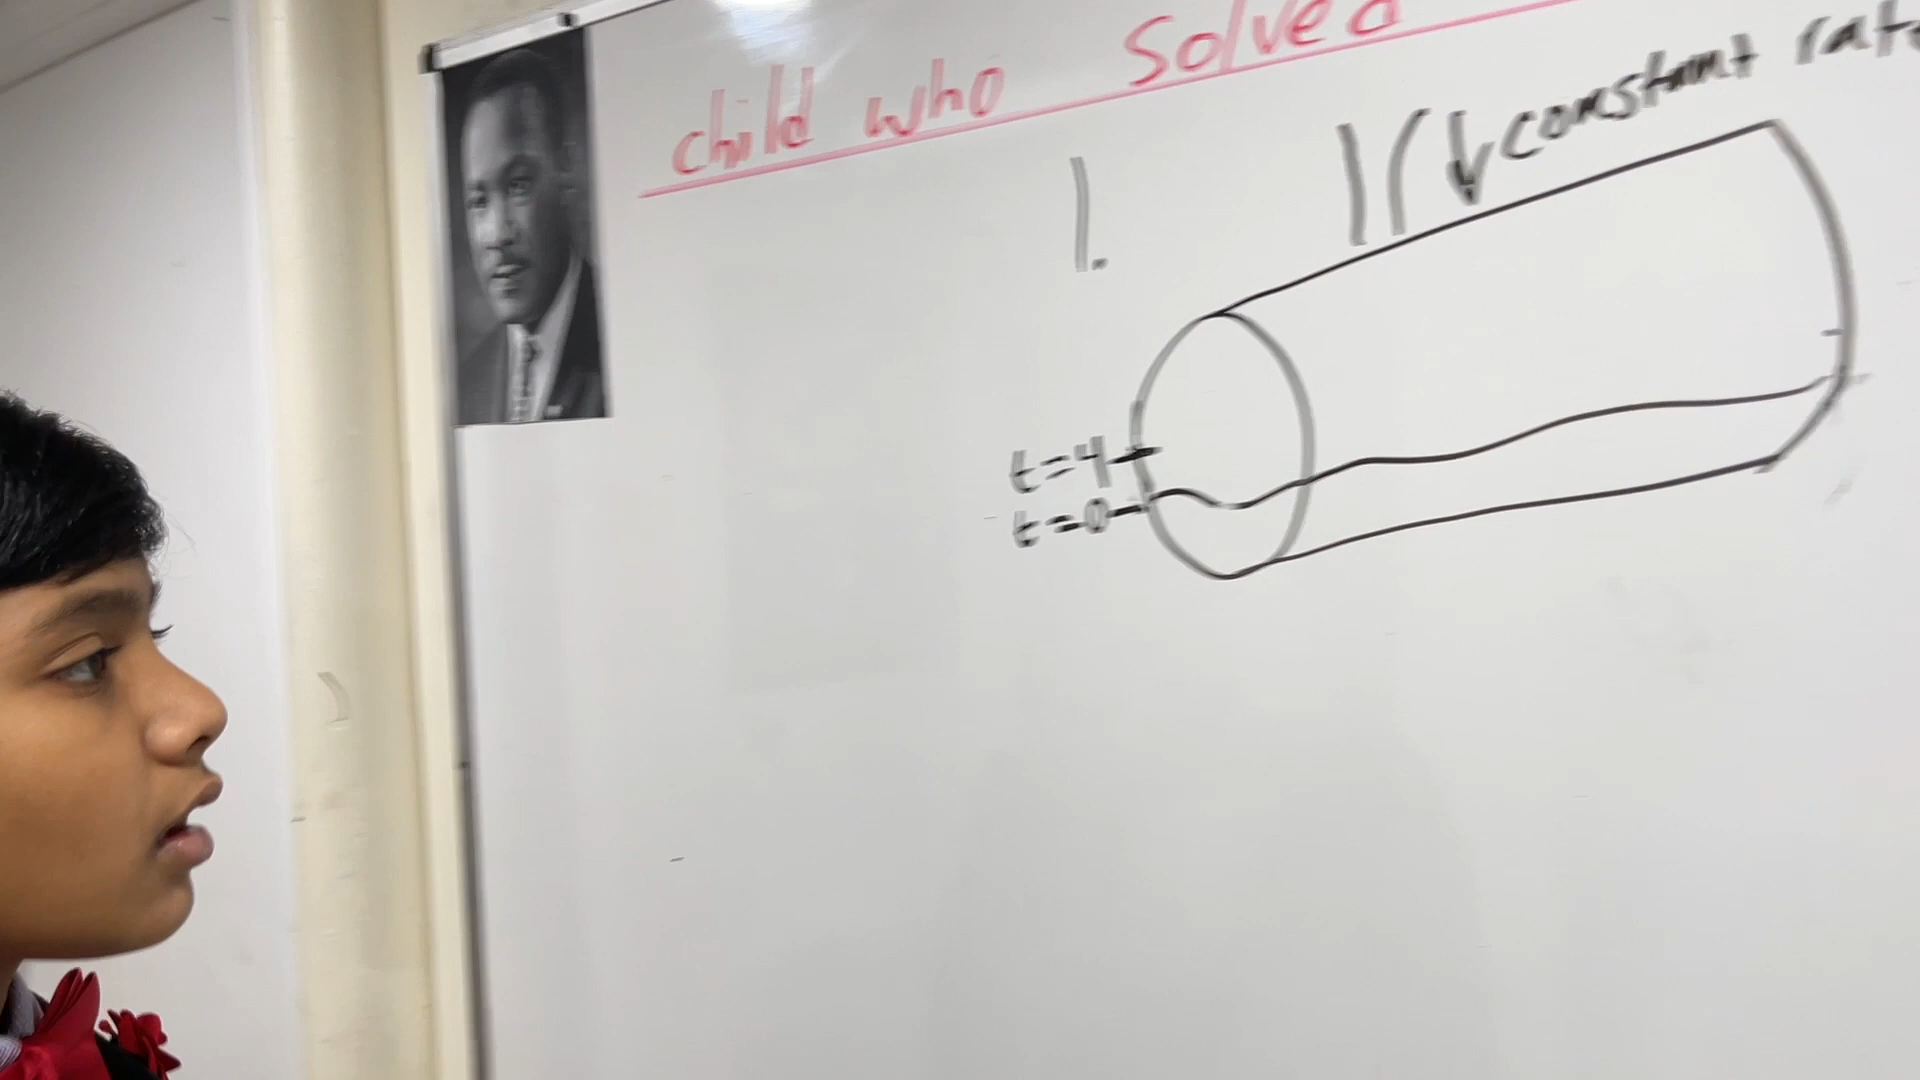 child who solved
1. constant rate
t=4
t=0